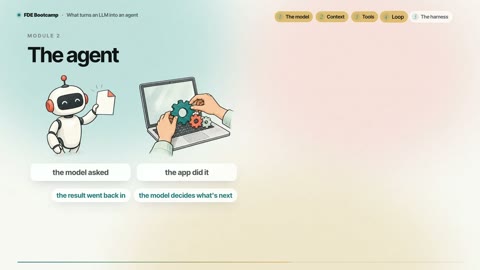 FDE Bootcamp · What turns an LLM into an agent
1 The model
2 Context
3 Tools
4 Loop
5 The harness
MODULE 2
The agent
the model asked
the app did it
the result went back in
the model decides what's next